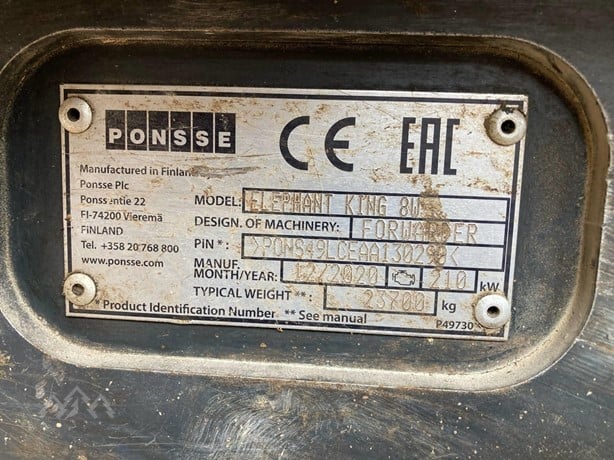 PONSSE CE EAC
Manufactured in Finland
Ponsse Plc
Ponssentie 22
FI-74200 Vieremä
FINLAND
Tel. +358 20 768 800
www.ponsse.com
MODEL: ELEPHANT KING 8W
DESIGN. OF MACHINERY: FORWARDER
PIN*: >PONS49LCEAA130290<
MANUF. MONTH/YEAR: 12/2020 210 kW
TYPICAL WEIGHT**: kg
* Product Identification Number ** See manual
P49730